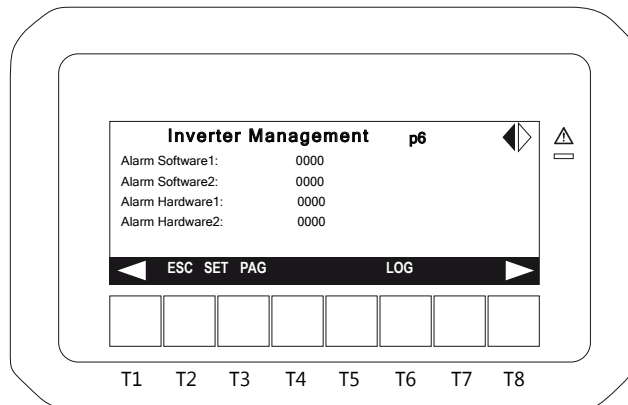 Inverter Management p6
Alarm Software1: 0000
Alarm Software2: 0000
Alarm Hardware1: 0000
Alarm Hardware2: 0000
ESC SET PAG LOG
T1 T2 T3 T4 T5 T6 T7 T8